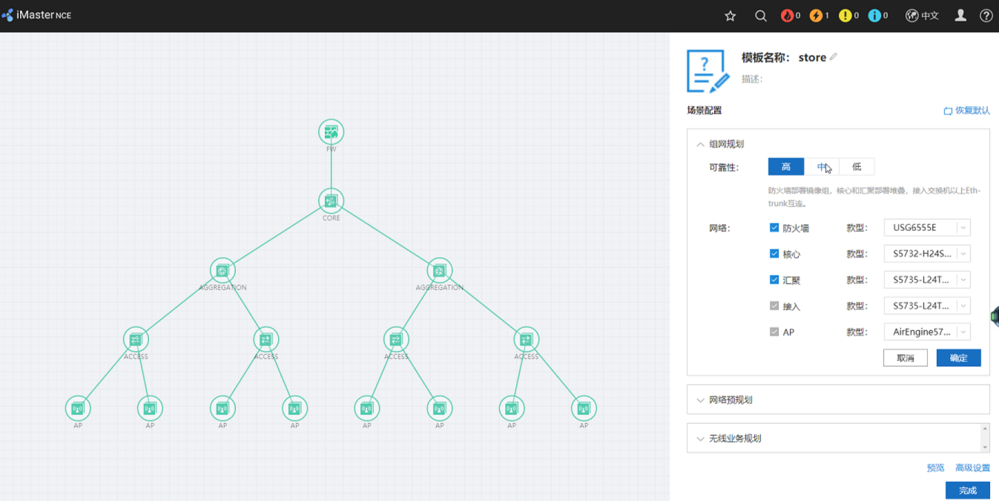 iMaster NCE
0 1 0 0 中文
模板名称： store
描述：
场景配置 恢复默认
组网规划
可靠性： 高 中 低
防火墙部署镜像组，核心和汇聚部署堆叠，接入交换机以上Eth-
trunk互连。
网络： 防火墙 款型： USG6555E
核心 款型： S5732-H24S...
汇聚 款型： S5735-L24T...
接入 款型： S5735-L24T...
AP 款型： AirEngine57...
取消 确定
网络预规划
无线业务规划
预览 高级设置
完成
FW
CORE
AGGREGATION AGGREGATION
ACCESS ACCESS ACCESS ACCESS
AP AP AP AP AP AP AP AP